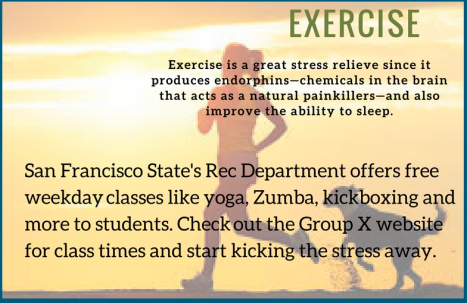 EXERCISE
Exercise is a great stress relieve since it
produces endorphins—chemicals in the brain
that acts as a natural painkillers—and also
improve the ability to sleep.
San Francisco State's Rec Department offers free
weekday classes like yoga, Zumba, kickboxing and
more to students. Check out the Group X website
for class times and start kicking the stress away.